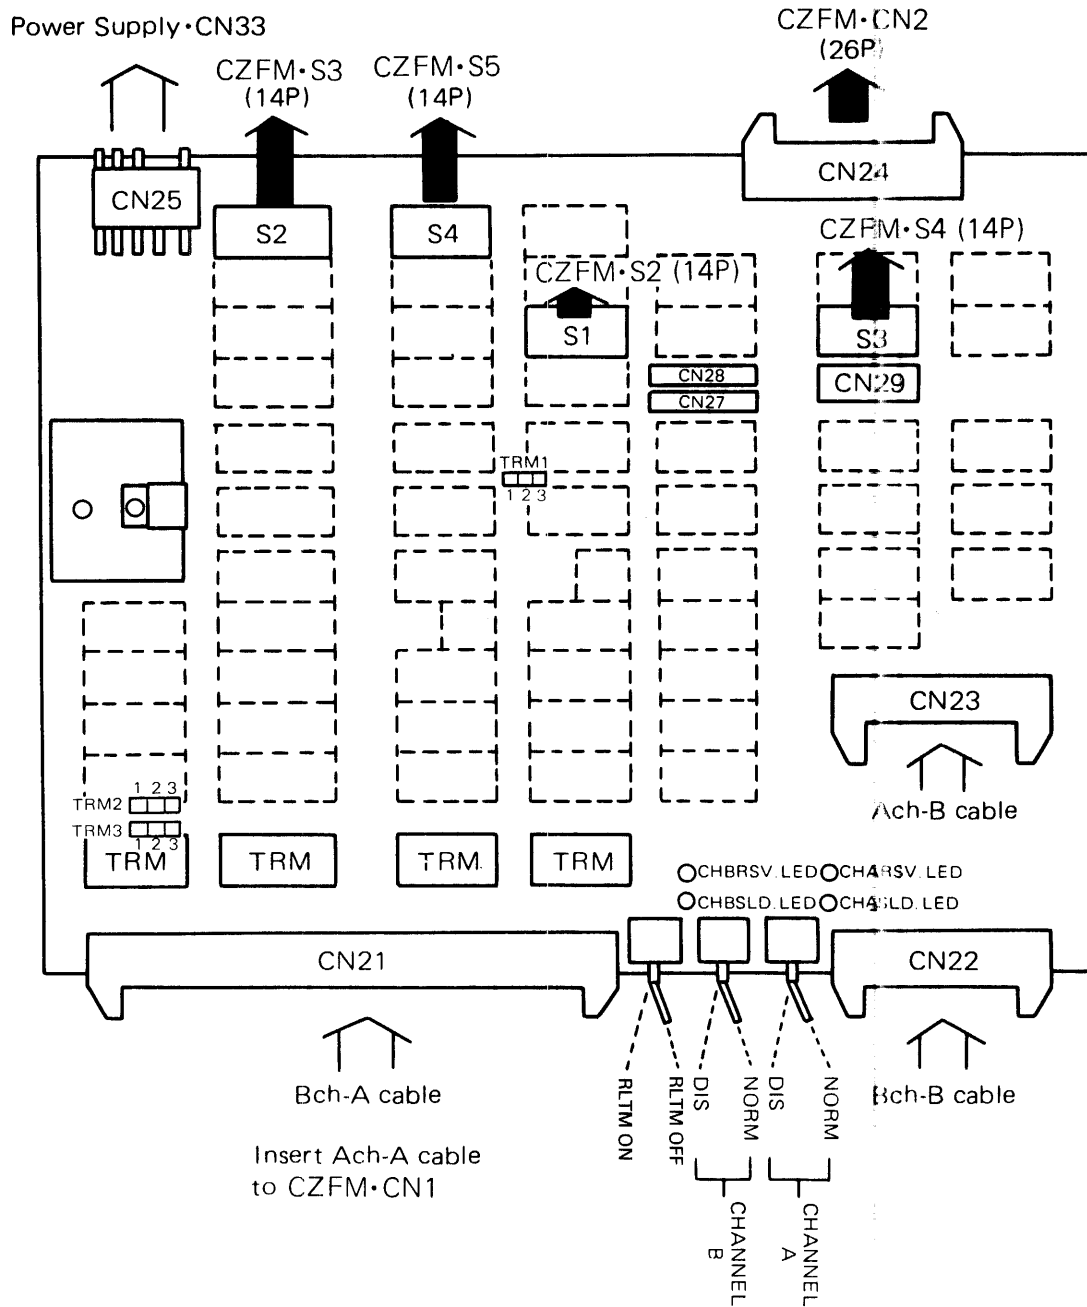 Power Supply•CN33
CZFM•CN2
(26P)
CZFM•S3
(14P)
CZFM•S5
(14P)
CN25
CN24
S2
S4
CZFM•S4 (14P)
CZFM•S2 (14P)
S1
S3
CN28
CN29
CN27
TRM1
1 2 3
CN23
Ach-B cable
1 2 3
TRM2
TRM3
1 2 3
TRM
TRM
TRM
TRM
CHBRSV.LED
CHARSV.LED
CHBSLD.LED
CHASLD.LED
CN21
CN22
RLTM ON
RLTM OFF
DIS
NORM
DIS
NORM
Bch-A cable
Bch-B cable
Insert Ach-A cable
to CZFM•CN1
CHANNEL
B
CHANNEL
A